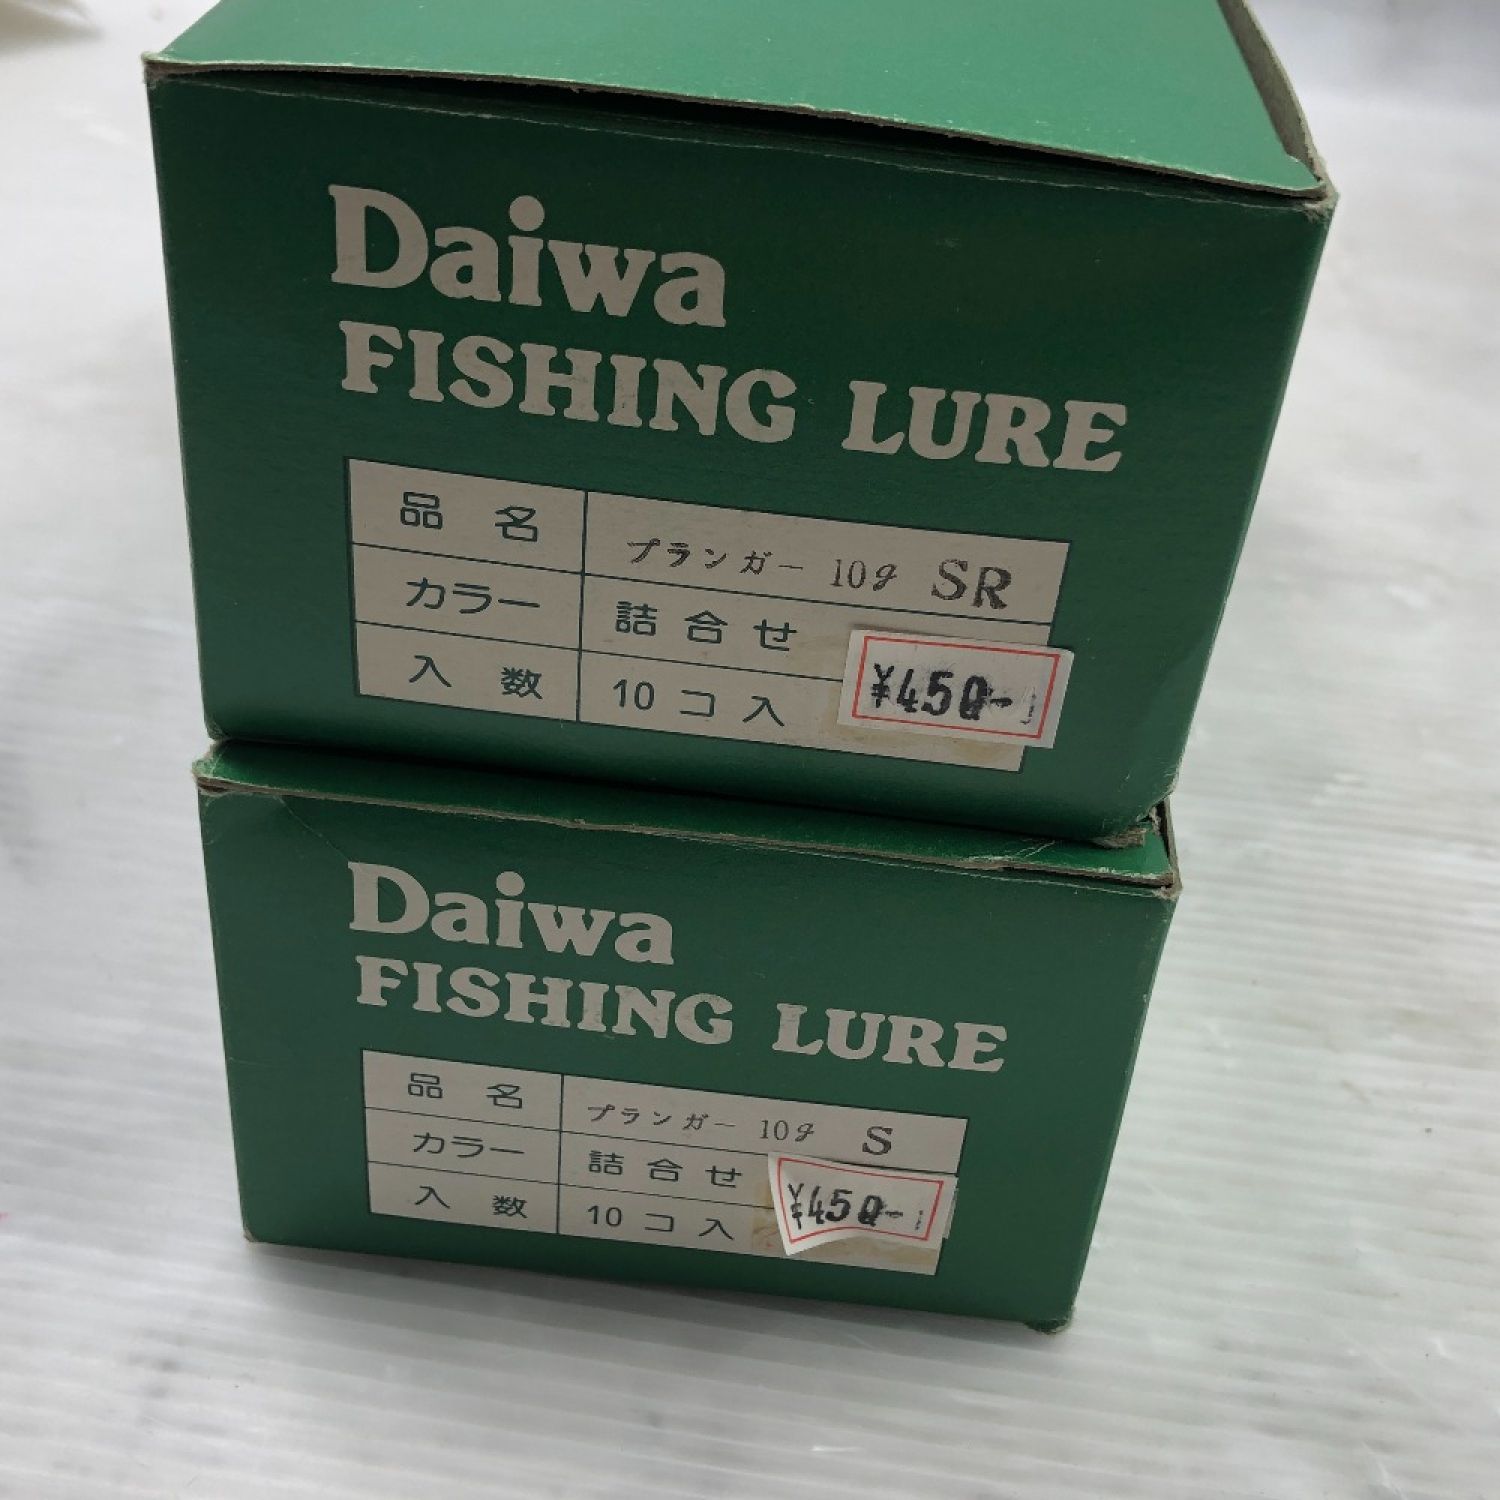 Daiwa
FISHING LURE
品名 プランガー 10g SR
カラー 詰合せ
入数 10コ入
¥450-
Daiwa
FISHING LURE
品名 プランガー 10g S
カラー 詰合せ
入数 10コ入
¥450-